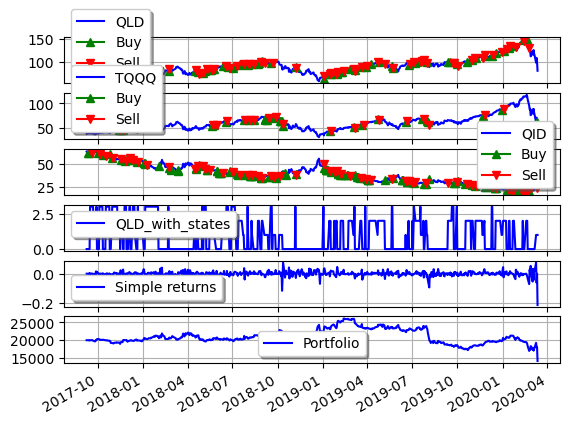 QLD
Buy
Sell
150
100
TQQQ
Buy
Sell
100
50
QID
Buy
Sell
50
25
QLD_with_states
2.5
0.0
Simple returns
0.0
−0.2
Portfolio
25000
20000
15000
2017-10
2018-01
2018-04
2018-07
2018-10
2019-01
2019-04
2019-07
2019-10
2020-01
2020-04